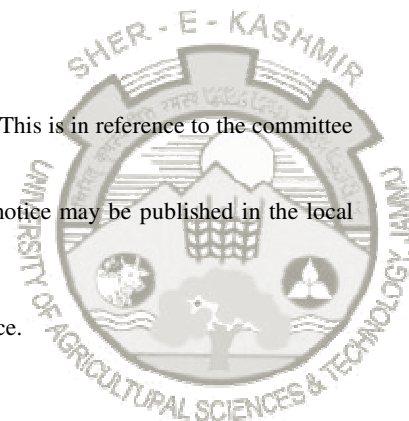 SHER - E - KASHMIR
This is in reference to the committee
notice may be published in the local
ce.
UNIVERSITY OF AGRICULTURAL SCIENCES & TECHNOLOGY, JAMMU